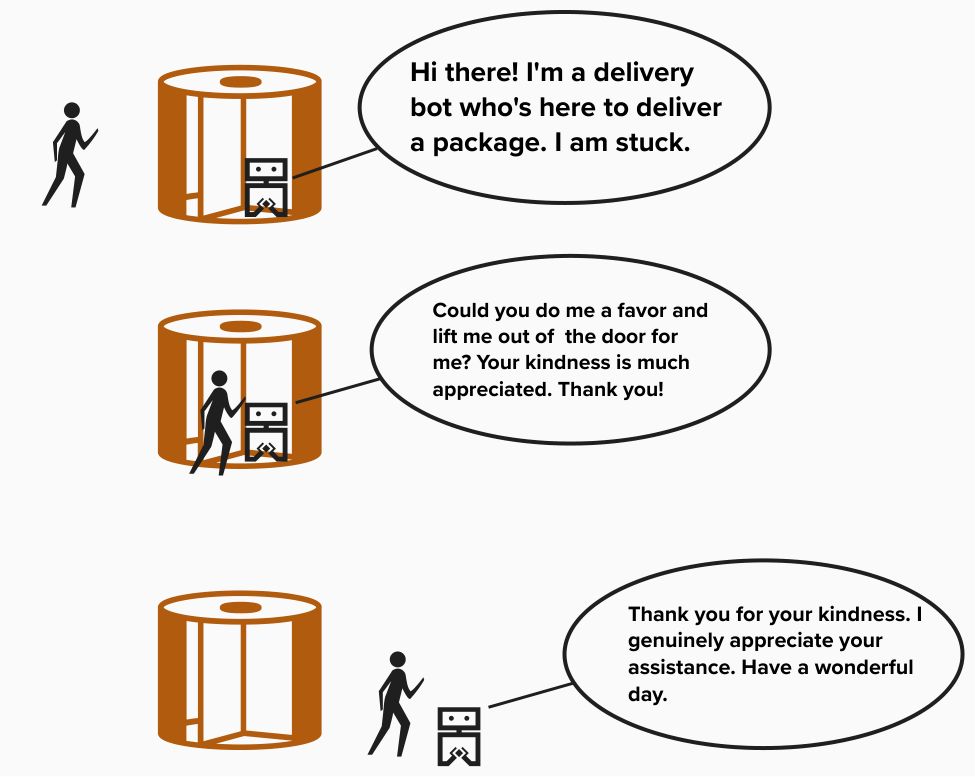 Hi there! I'm a delivery
bot who's here to deliver
a package. I am stuck.
Could you do me a favor and
lift me out of  the door for
me? Your kindness is much
appreciated. Thank you!
Thank you for your kindness. I
genuinely appreciate your
assistance. Have a wonderful
day.